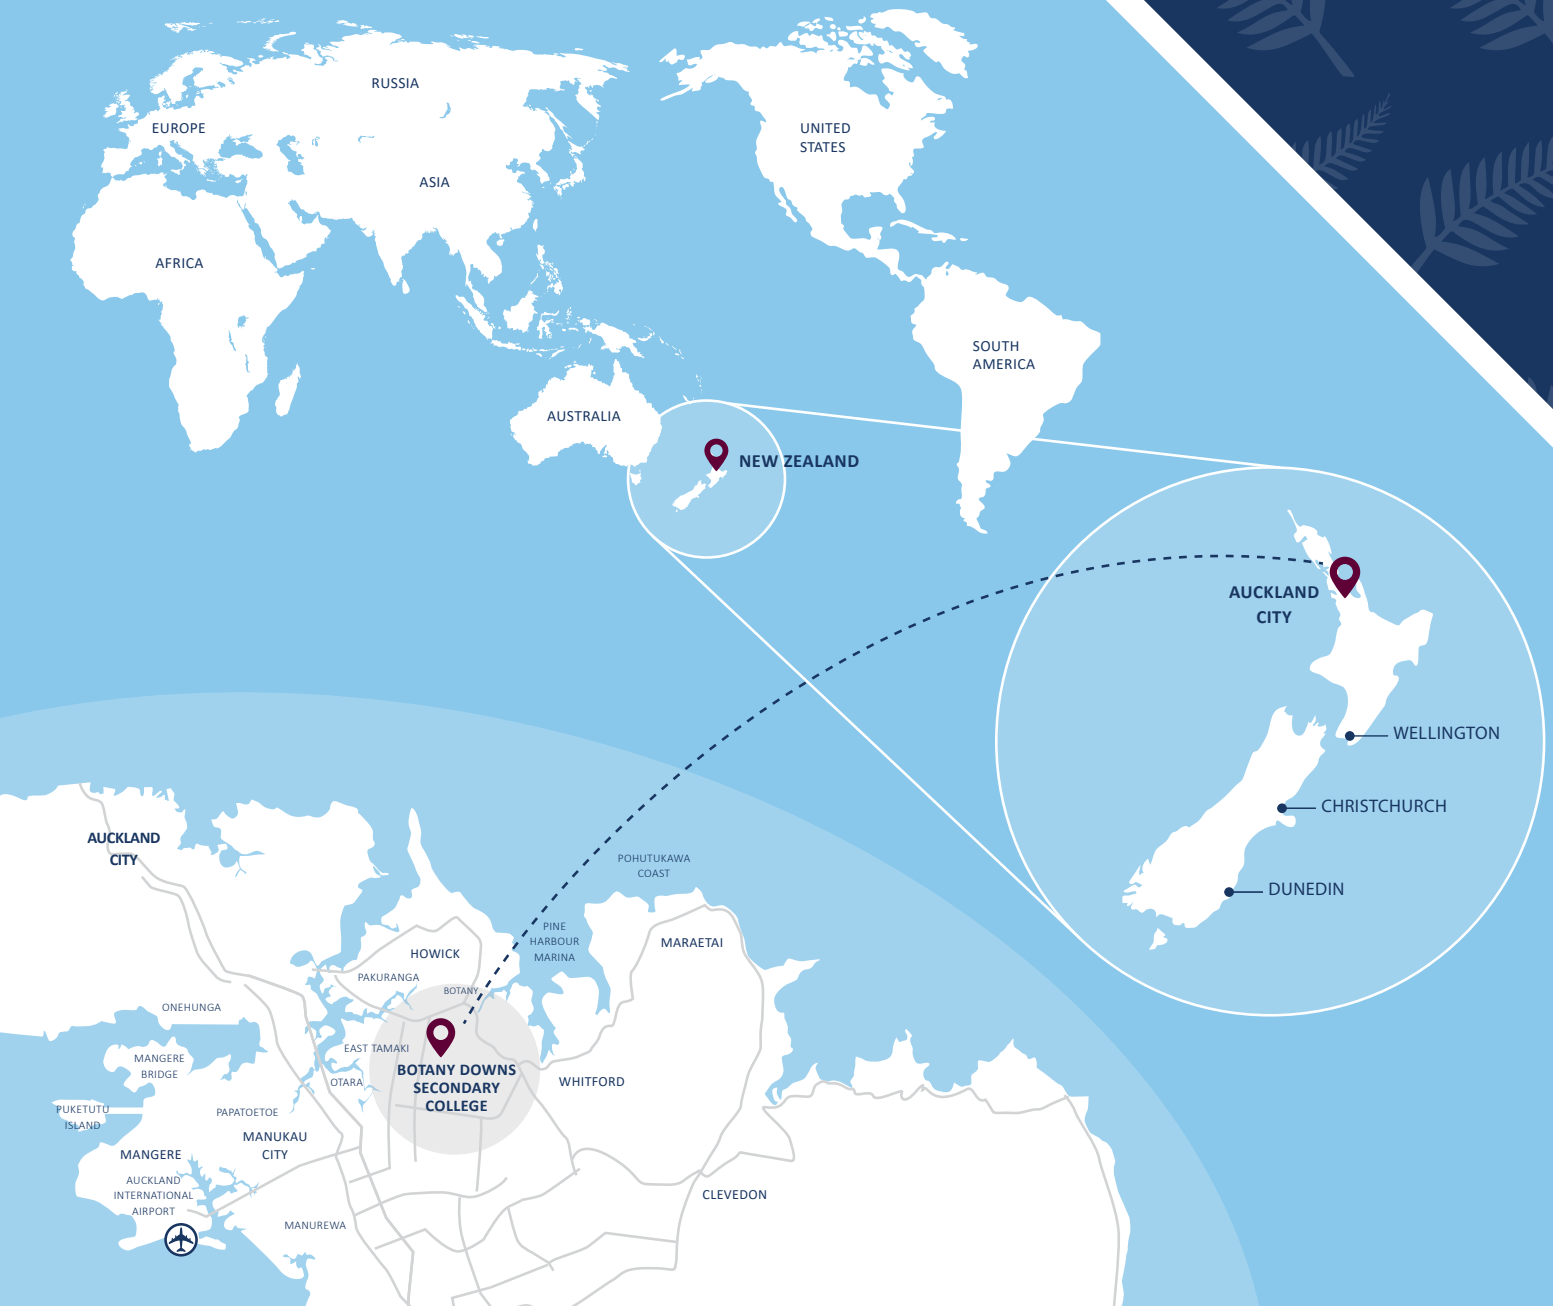 RUSSIA
EUROPE
UNITED
STATES
ASIA
AFRICA
SOUTH
AMERICA
AUSTRALIA
NEW ZEALAND
AUCKLAND
CITY
WELLINGTON
CHRISTCHURCH
DUNEDIN
AUCKLAND
CITY
POHUTUKAWA
COAST
PINE
HARBOUR
MARINA
MARAETAI
HOWICK
PAKURANGA
BOTANY
ONEHUNGA
EAST TAMAKI
MANGERE
BRIDGE
OTARA
BOTANY DOWNS
SECONDARY
COLLEGE
WHITFORD
PUKETUTU
ISLAND
PAPATOETOE
MANUKAU
CITY
MANGERE
AUCKLAND
INTERNATIONAL
AIRPORT
CLEVEDON
MANUREWA